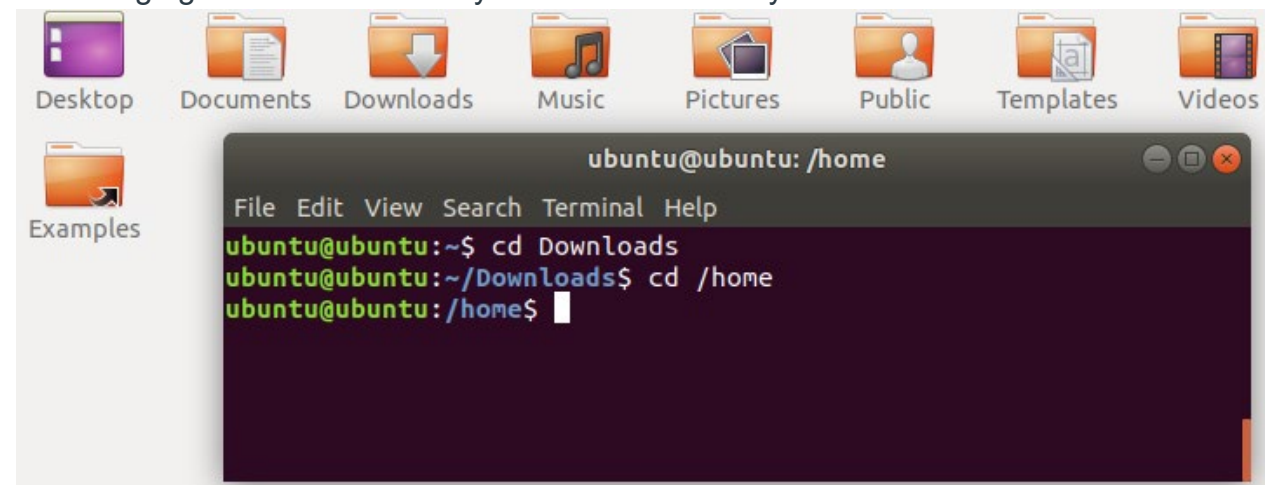 Desktop Documents Downloads Music Pictures Public Templates Videos
Examples
ubuntu@ubuntu: /home
File Edit View Search Terminal Help
ubuntu@ubuntu:~$ cd Downloads
ubuntu@ubuntu:~/Downloads$ cd /home
ubuntu@ubuntu:/home$